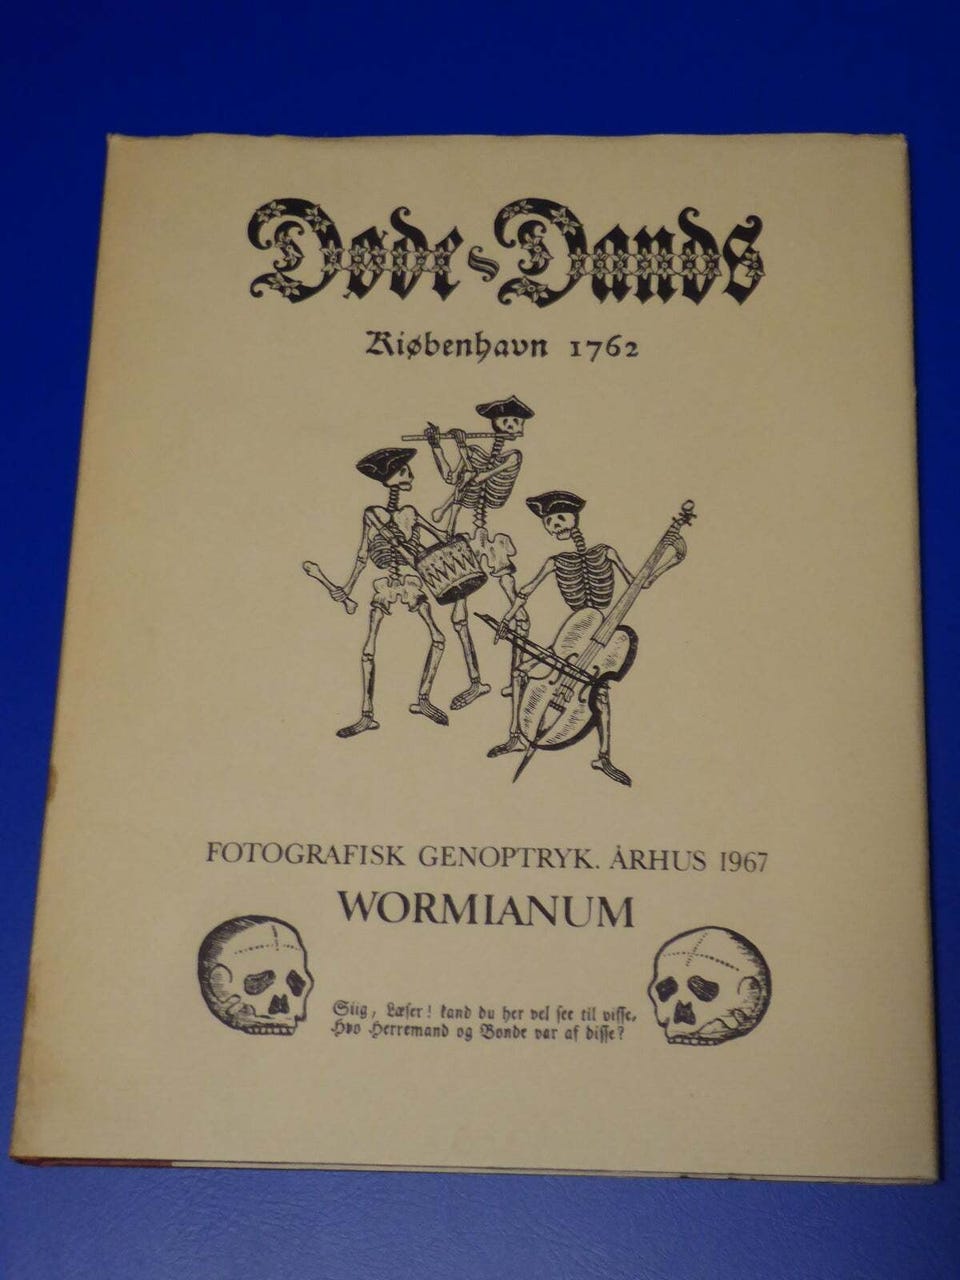 Døde-Dands
Kiøbenhavn 1762
FOTOGRAFISK GENOPTRYK. ÅRHUS 1967
WORMIANUM
Siig, Læser! kand du her vel see til visse,
Hvo Herremand og Bonde var af disse?